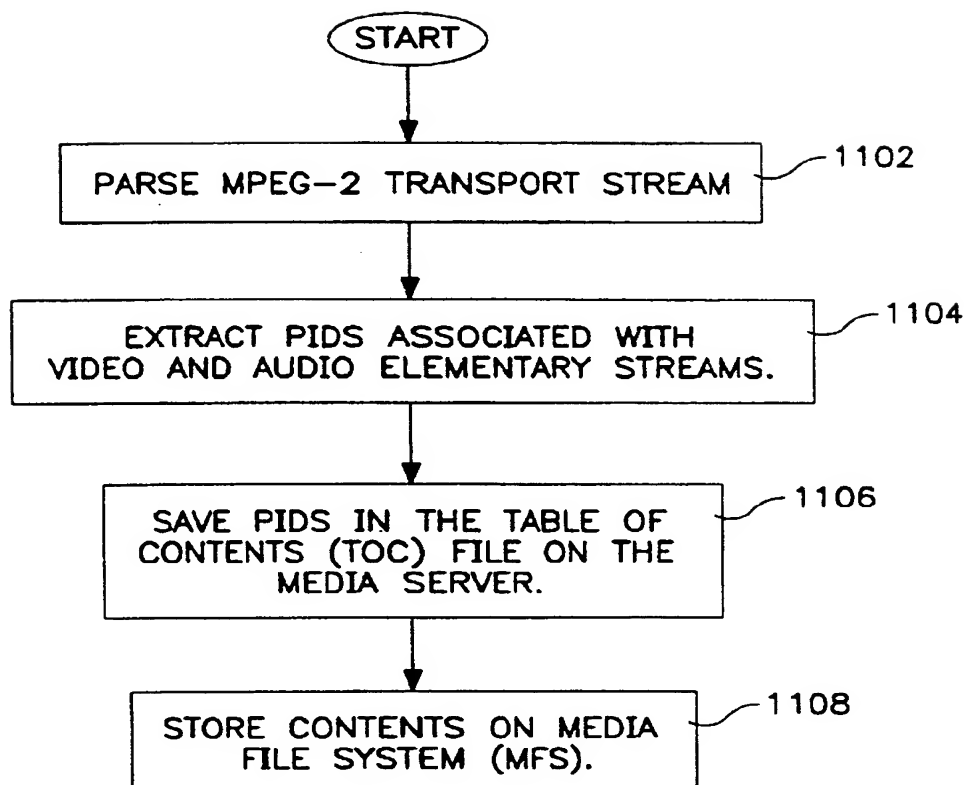 START
PARSE MPEG-2 TRANSPORT STREAM
1102
EXTRACT PIDS ASSOCIATED WITH
VIDEO AND AUDIO ELEMENTARY STREAMS.
1104
SAVE PIDS IN THE TABLE OF
CONTENTS (TOC) FILE ON THE
MEDIA SERVER.
1106
STORE CONTENTS ON MEDIA
FILE SYSTEM (MFS).
1108